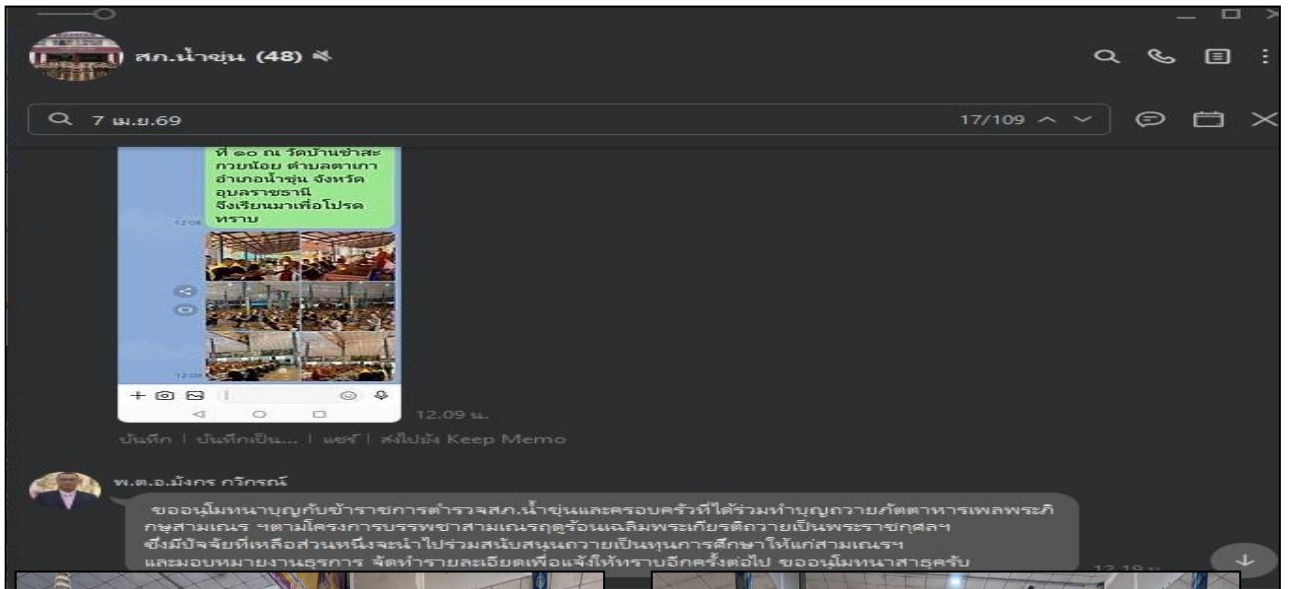 สภ.น้ำขุ่น (48)
7 เม.ย.69
17/109
ที่ ๑๐ ณ วัดบ้านซำสะ
กวยน้อย ตำบลตาเกา
อำเภอน้ำขุ่น จังหวัด
อุบลราชธานี
จึงเรียนมาเพื่อโปรด
ทราบ
12:08
12:09
12.09 น.
บันทึก | บันทึกเป็น... | แชร์ | ส่งไปยัง Keep Memo
พ.ต.อ.มังกร กวีกรณ์
ขออนุโมทนาบุญกับข้าราชการตำรวจสภ.น้ำขุ่นและครอบครัวที่ได้ร่วมทำบุญถวายภัตตาหารเพลพระภิ
กษุสามเณร ฯตามโครงการบรรพชาสามเณรฤดูร้อนเฉลิมพระเกียรติถวายเป็นพระราชกุศลฯ
ซึ่งมีปัจจัยที่เหลือส่วนหนึ่งจะนำไปร่วมสนับสนุนถวายเป็นทุนการศึกษาให้แก่สามเณรฯ
และมอบหมายงานธุรการ จัดทำรายละเอียดเพื่อแจ้งให้ทราบอีกครั้งต่อไป ขออนุโมทนาสาธุครับ
12.19 น.